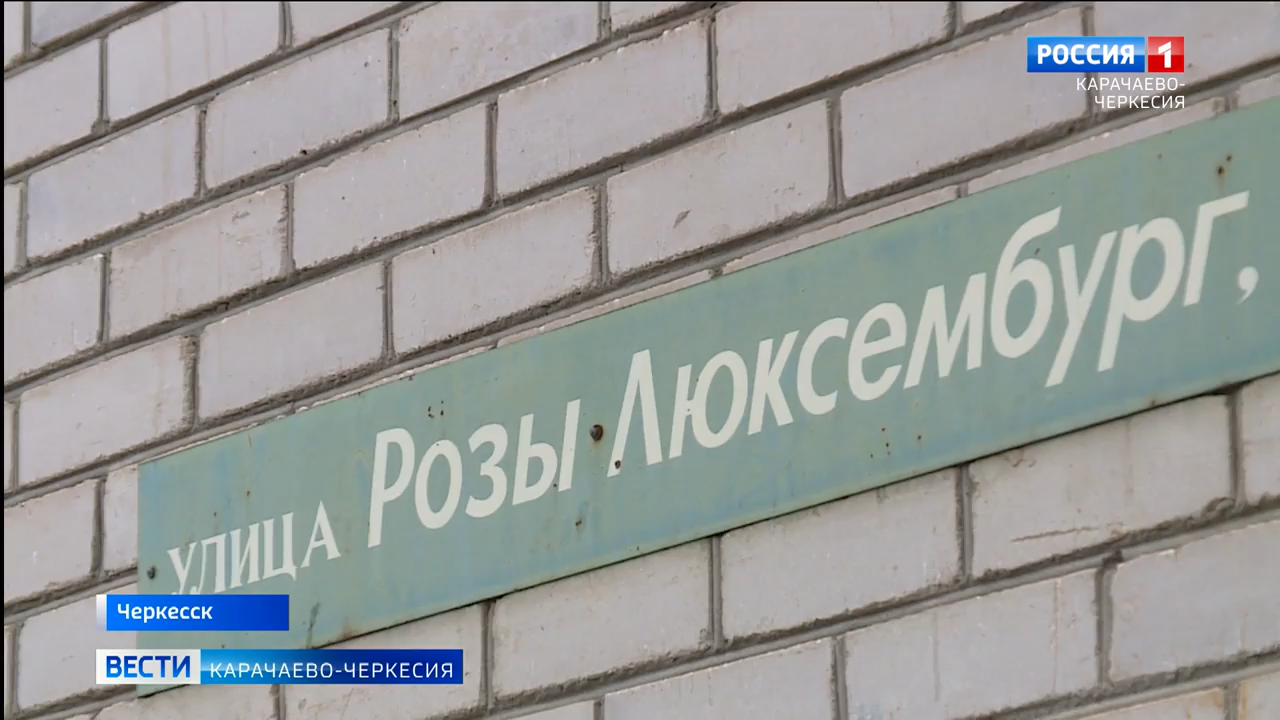 РОССИЯ 1
КАРАЧАЕВО-
ЧЕРКЕСИЯ
улица Розы Люксембург,
Черкесск
ВЕСТИ КАРАЧАЕВО-ЧЕРКЕСИЯ